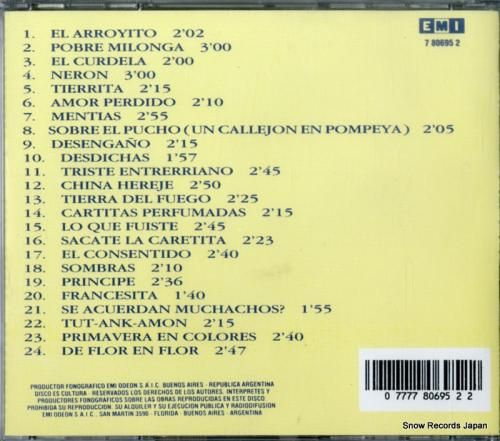 EMI
7 80695 2
1. EL ARROYITO 2'02
2. POBRE MILONGA 3'00
3. EL CURDELA 2'00
4. NERON 3'00
5. TIERRITA 2'15
6. AMOR PERDIDO 2'10
7. MENTIAS 2'55
8. SOBRE EL PUCHO (UN CALLEJON EN POMPEYA) 2'05
9. DESENGAÑO 2'15
10. DESDICHAS 1'57
11. TRISTE ENTRERRIANO 2'45
12. CHINA HEREJE 2'50
13. TIERRA DEL FUEGO 2'25
14. CARTITAS PERFUMADAS 2'15
15. LO QUE FUISTE 2'45
16. SACATE LA CARETITA 2'23
17. EL CONSENTIDO 2'40
18. SOMBRAS 2'10
19. PRINCIPE 2'36
20. FRANCESITA 1'40
21. SE ACUERDAN MUCHACHOS? 1'55
22. TUT-ANK-AMON 2'15
23. PRIMAVERA EN COLORES 2'40
24. DE FLOR EN FLOR 2'47
PRODUCTOR FONOGRAFICO EMI ODEON S.A.I.C. BUENOS AIRES - REPUBLICA ARGENTINA
DISCO ES CULTURA - RESERVADOS LOS DERECHOS DE LOS AUTORES. INTERPRETES Y
PRODUCTORES FONOGRAFICOS SOBRE LAS OBRAS REPRODUCIDAS EN ESTE DISCO
PROHIBIDA SU REPRODUCCION. SU ALQUILER Y SU EJECUCION PUBLICA Y RADIODIFUSION
EMI ODEON S.A.I.C. SAN MARTIN 3590 - FLORIDA - BUENOS AIRES - ARGENTINA
0 7777 80695 2 2
Snow Records Japan